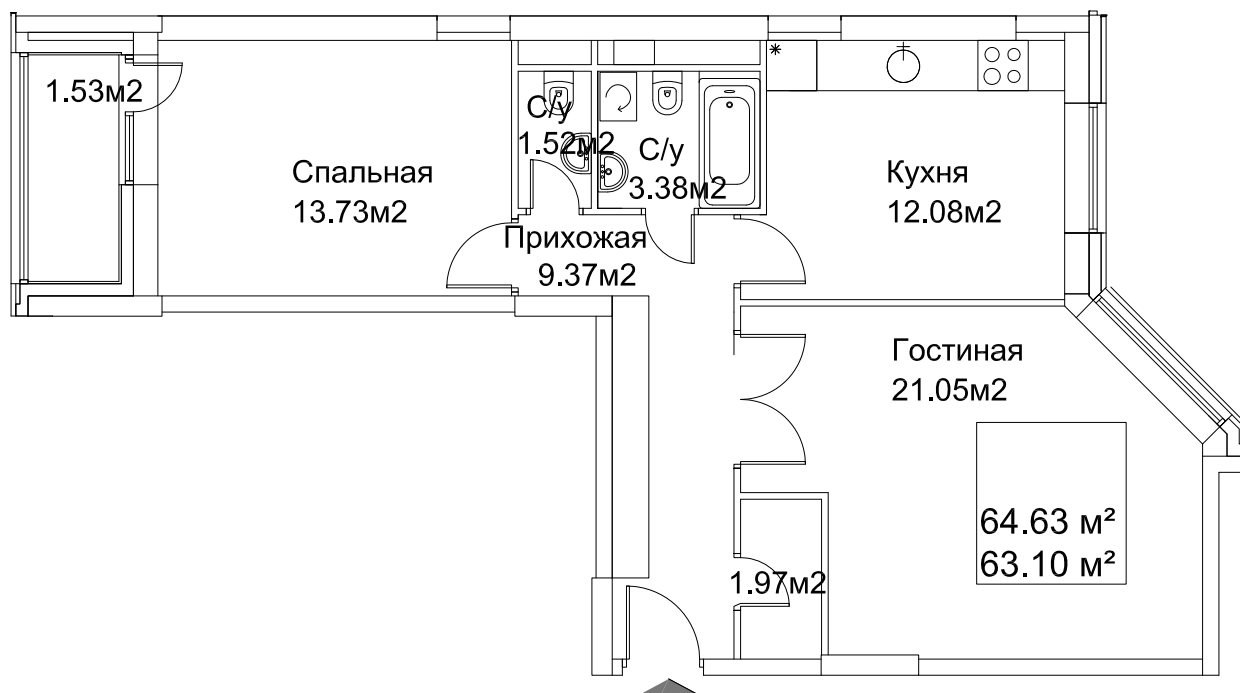 1.53м2
Спальная
13.73м2
С/у
1.52м2
С/у
3.38м2
Кухня
12.08м2
Прихожая
9.37м2
Гостиная
21.05м2
64.63 м²
63.10 м²
1.97м2